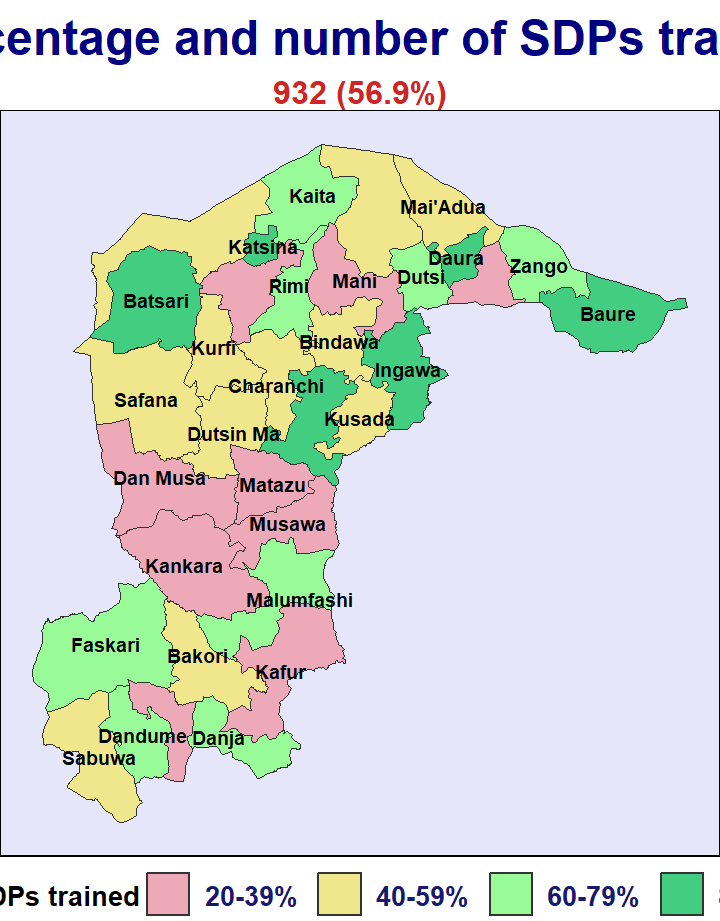 centage and number of SDPs tra
932 (56.9%)
Kaita
Mai'Adua
Katsina
Daura
Zango
Rimi
Mani
Dutsi
Batsari
Baure
Kurfi
Bindawa
Ingawa
Charanchi
Safana
Kusada
Dutsin Ma
Dan Musa
Matazu
Musawa
Kankara
Malumfashi
Faskari
Bakori
Kafur
Dandume
Danja
Sabuwa
DPs trained 20-39% 40-59% 60-79%